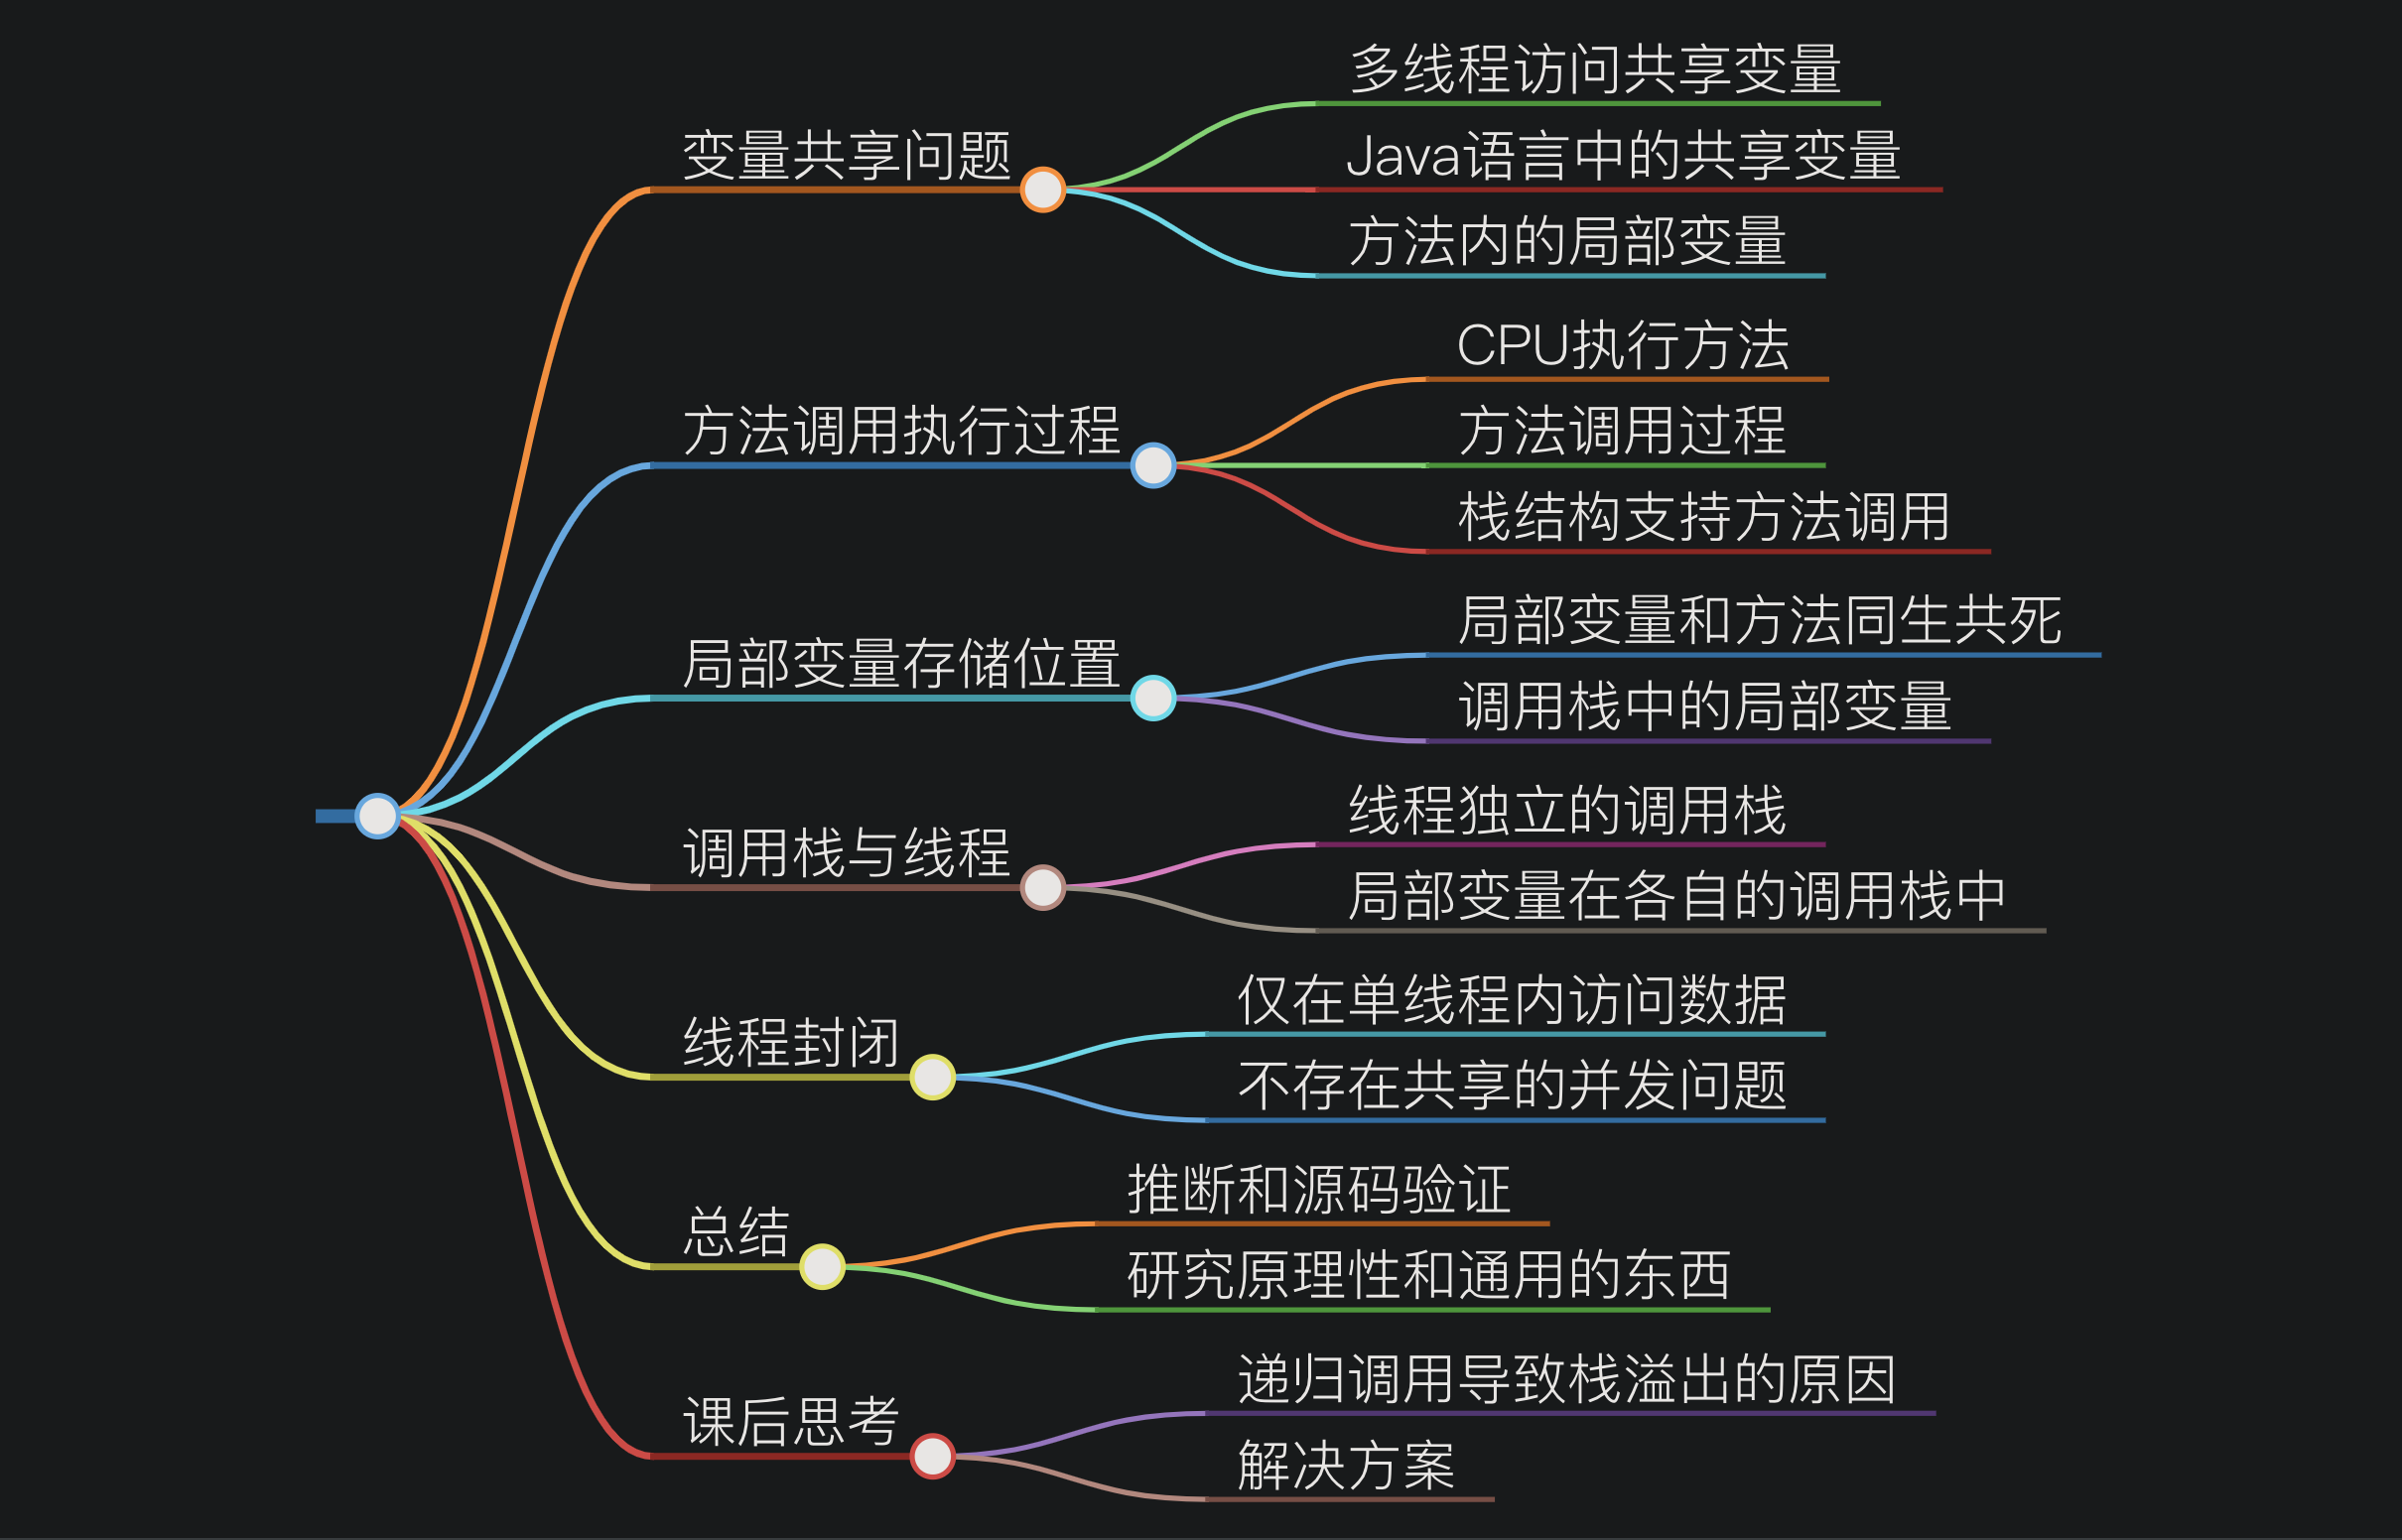 变量共享问题
多线程访问共享变量
Java语言中的共享变量
方法内的局部变量
方法调用执行过程
CPU执行方法
方法调用过程
栈结构支持方法调用
局部变量存储位置
局部变量和方法同生共死
调用栈中的局部变量
调用栈与线程
线程独立的调用栈
局部变量在各自的调用栈中
线程封闭
仅在单线程内访问数据
不存在共享的并发问题
总结
推断和源码验证
研究原理性和通用的东西
课后思考
递归调用导致栈溢出的原因
解决方案